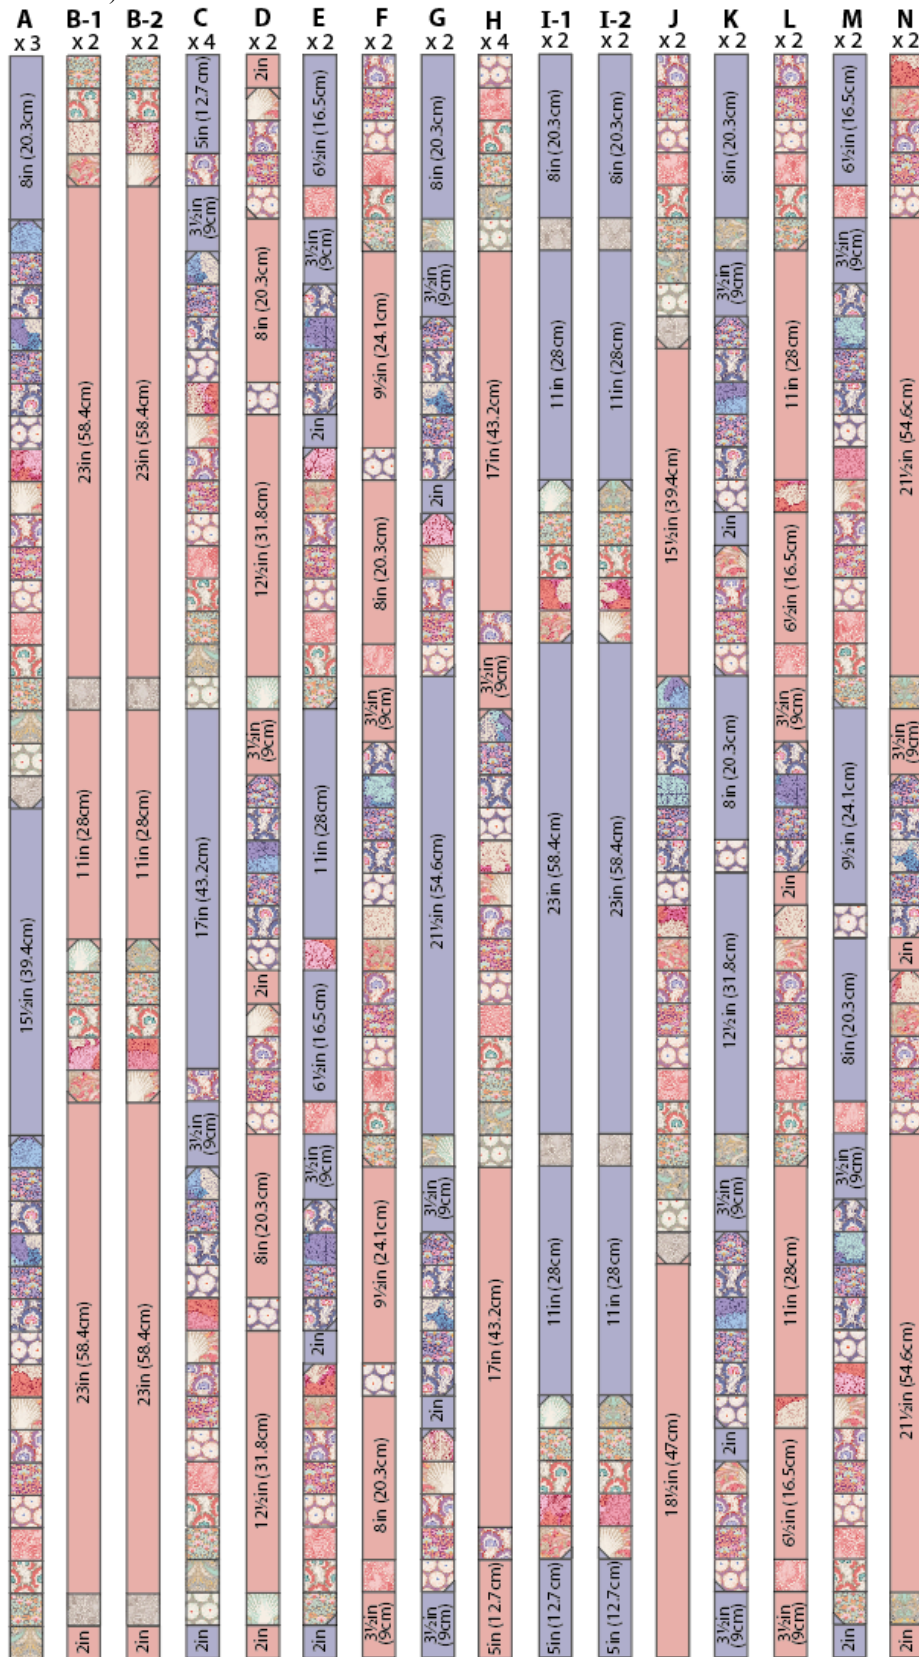 A B-1 B-2 C D E F G H I-1 I-2 J K L M N
x 3 x 2 x 2 x 4 x 2 x 2 x 2 x 2 x 4 x 2 x 2 x 2 x 2 x 2 x 2 x 2
8in (20.3cm)
15½in (39.4cm)
23in (58.4cm)
11in (28cm)
23in (58.4cm)
2in
23in (58.4cm)
11in (28cm)
23in (58.4cm)
2in
5in (12.7cm)
3½in
(9cm)
17in (43.2cm)
3½in
(9cm)
2in
2in
8in (20.3cm)
12½in (31.8cm)
3½in
(9cm)
2in
8in (20.3cm)
12½in (31.8cm)
2in
6½in (16.5cm)
3½in
(9cm)
2in
11in (28cm)
6½in (16.5cm)
3½in
(9cm)
2in
2in
9½in (24.1cm)
8in (20.3cm)
3½in
(9cm)
9½in (24.1cm)
8in (20.3cm)
3½in
(9cm)
8in (20.3cm)
3½in
(9cm)
2in
21½in (54.6cm)
3½in
(9cm)
2in
3½in
(9cm)
17in (43.2cm)
3½in
(9cm)
17in (43.2cm)
5in (12.7cm)
8in (20.3cm)
11in (28cm)
23in (58.4cm)
11in (28cm)
5in (12.7cm)
8in (20.3cm)
11in (28cm)
23in (58.4cm)
11in (28cm)
5in (12.7cm)
15½in (39.4cm)
18½in (47cm)
8in (20.3cm)
3½in
(9cm)
2in
8in (20.3cm)
12½in (31.8cm)
3½in
(9cm)
2in
3½in
(9cm)
11in (28cm)
6½in (16.5cm)
3½in
(9cm)
2in
11in (28cm)
6½in (16.5cm)
3½in
(9cm)
6½in (16.5cm)
3½in
(9cm)
9½in (24.1cm)
8in (20.3cm)
3½in
(9cm)
2in
21½in (54.6cm)
3½in
(9cm)
2in
21½in (54.6cm)
2in